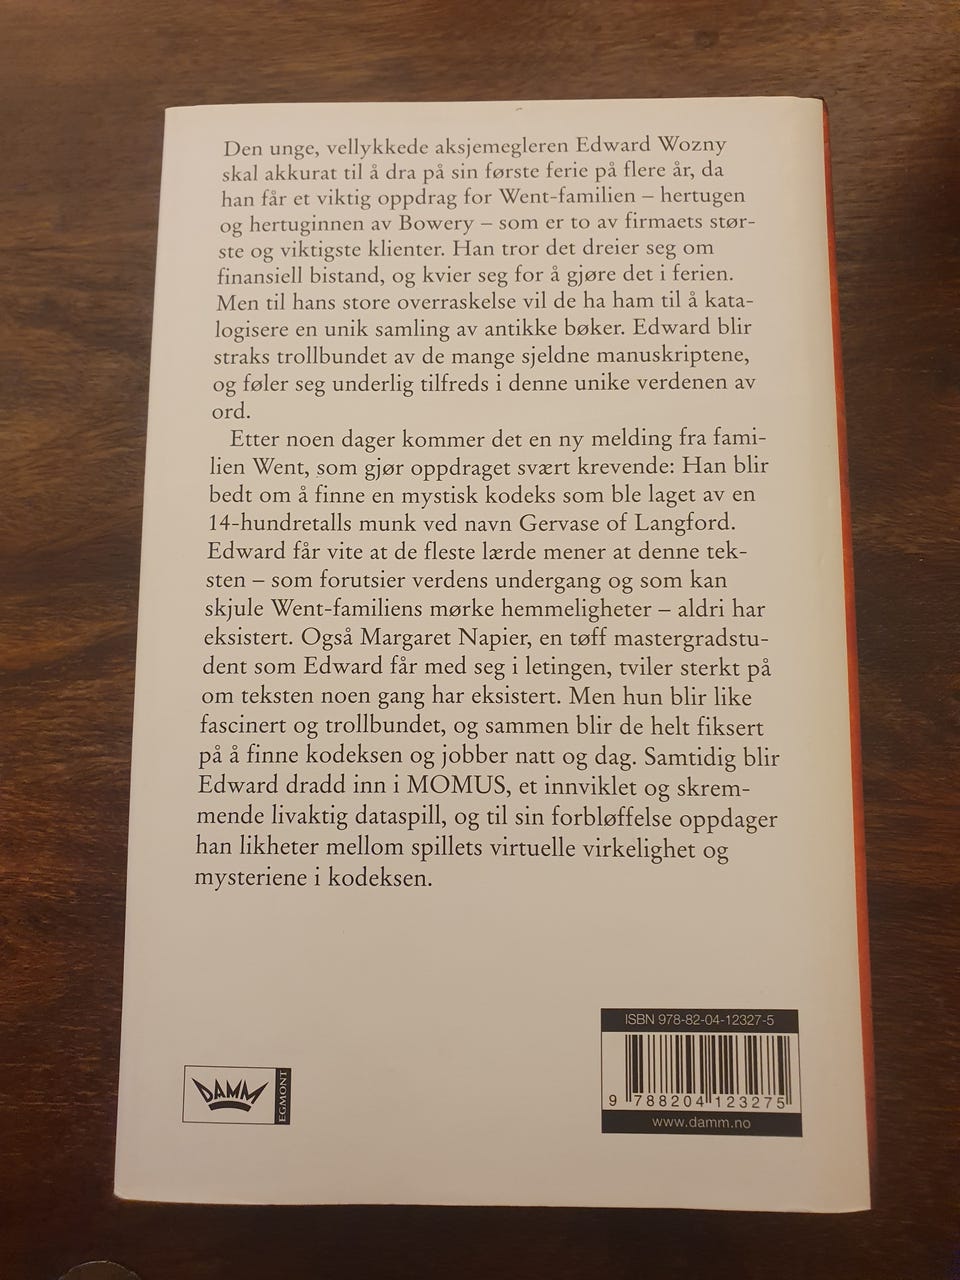 Den unge, vellykkede aksjemegleren Edward Wozny
skal akkurat til å dra på sin første ferie på flere år, da
han får et viktig oppdrag for Went-familien – hertugen
og hertuginnen av Bowery – som er to av firmaets stør-
ste og viktigste klienter. Han tror det dreier seg om
finansiell bistand, og kvier seg for å gjøre det i ferien.
Men til hans store overraskelse vil de ha ham til å kata-
logisere en unik samling av antikke bøker. Edward blir
straks trollbundet av de mange sjeldne manuskriptene,
og føler seg underlig tilfreds i denne unike verdenen av
ord.
Etter noen dager kommer det en ny melding fra fami-
lien Went, som gjør oppdraget svært krevende: Han blir
bedt om å finne en mystisk kodeks som ble laget av en
14-hundretalls munk ved navn Gervase of Langford.
Edward får vite at de fleste lærde mener at denne tek-
sten – som forutsier verdens undergang og som kan
skjule Went-familiens mørke hemmeligheter – aldri har
eksistert. Også Margaret Napier, en tøff mastergradstu-
dent som Edward får med seg i letingen, tviler sterkt på
om teksten noen gang har eksistert. Men hun blir like
fascinert og trollbundet, og sammen blir de helt fiksert
på å finne kodeksen og jobber natt og dag. Samtidig blir
Edward dradd inn i MOMUS, et innviklet og skrem-
mende livaktig dataspill, og til sin forbløffelse oppdager
han likheter mellom spillets virtuelle virkelighet og
mysteriene i kodeksen.
ISBN 978-82-04-12327-5
9 788204 123275
www.damm.no
DAMM
EGMONT